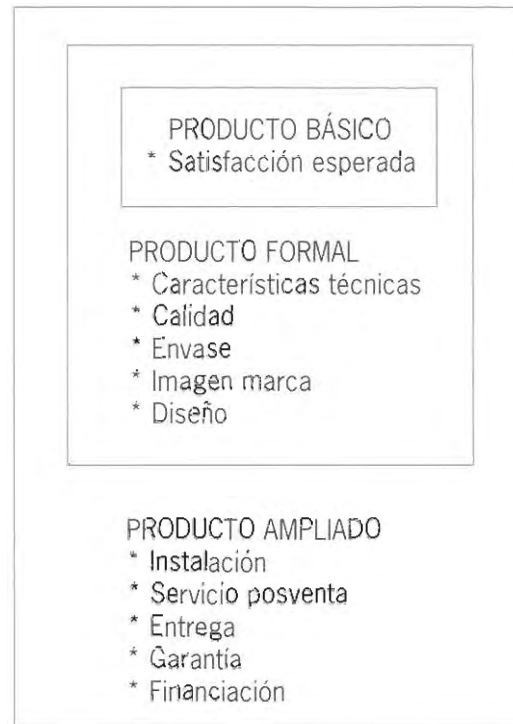 PRODUCTO BÁSICO
* Satisfacción esperada
PRODUCTO FORMAL
* Características técnicas
* Calidad
* Envase
* Imagen marca
* Diseño
PRODUCTO AMPLIADO
* Instalación
* Servicio posventa
* Entrega
* Garantía
* Financiación